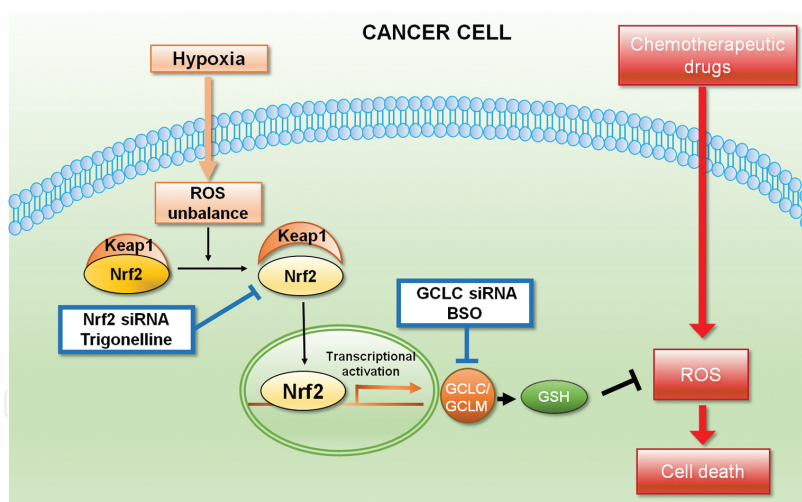 CANCER CELL
Hypoxia
Chemotherapeutic
drugs
ROS
unbalance
Keap1
Nrf2
Keap1
Nrf2
Nrf2 siRNA
Trigonelline
GCLC siRNA
BSO
Transcriptional
activation
Nrf2
GCLC/
GCLM
GSH
ROS
Cell death